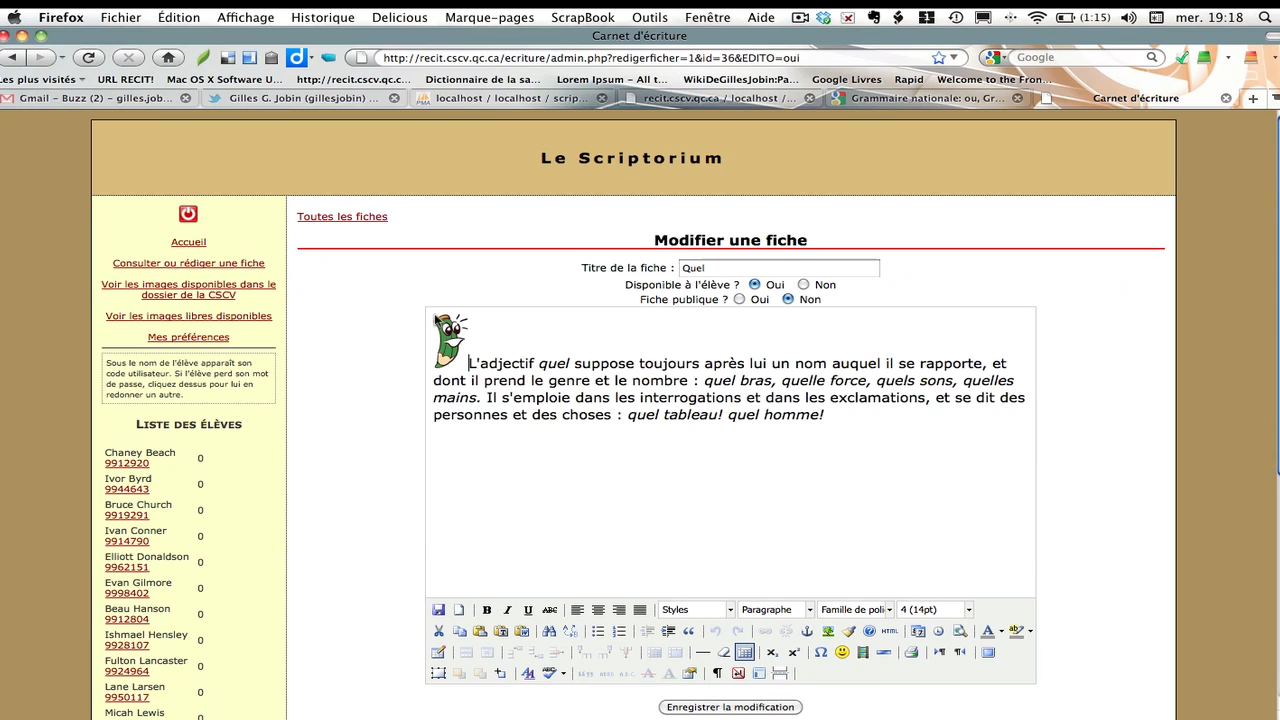 Firefox Fichier Édition Affichage Historique Delicious Marque-pages ScrapBook Outils Fenêtre Aide (1:15) mer. 19:18
Carnet d'écriture
http://recit.cscv.qc.ca/ecriture/admin.php?redigerficher=1&id=36&EDITO=oui Google
Les plus visités URL RECIT! Mac OS X Software U... http://recit.cscv.qc.c... Dictionnaire de la sa... Lorem Ipsum - All t... WikiDeGillesJobin:Pa... Google Livres Rapid Welcome to the Fron...
Gmail - Buzz (2) - gilles.job... Gilles G. Jobin (gillesjobin) ... localhost / localhost / scrip... recit.cscv.qc.ca / localhost /... Grammaire nationale: ou, Gr... Carnet d'écriture
Le Scriptorium
Toutes les fiches
Modifier une fiche
Titre de la fiche : Quel
Disponible à l'élève ? Oui Non
Fiche publique ? Oui Non
L'adjectif quel suppose toujours après lui un nom auquel il se rapporte, et
dont il prend le genre et le nombre : quel bras, quelle force, quels sons, quelles
mains. Il s'emploie dans les interrogations et dans les exclamations, et se dit des
personnes et des choses : quel tableau! quel homme!
Styles Paragraphe Famille de poli 4 (14pt)
HTML
Enregistrer la modification
Accueil
Consulter ou rédiger une fiche
Voir les images disponibles dans le
dossier de la CSCV
Voir les images libres disponibles
Mes préférences
Sous le nom de l'élève apparaît son
code utilisateur. Si l'élève perd son mot
de passe, cliquez dessus pour lui en
redonner un autre.
Liste des élèves
Chaney Beach
9912920 0
Ivor Byrd
9944643 0
Bruce Church
9919291 0
Ivan Conner
9914790 0
Elliott Donaldson
9962151 0
Evan Gilmore
9998402 0
Beau Hanson
9912804 0
Ishmael Hensley
9928107 0
Fulton Lancaster
9924964 0
Lane Larsen
9950117 0
Micah Lewis